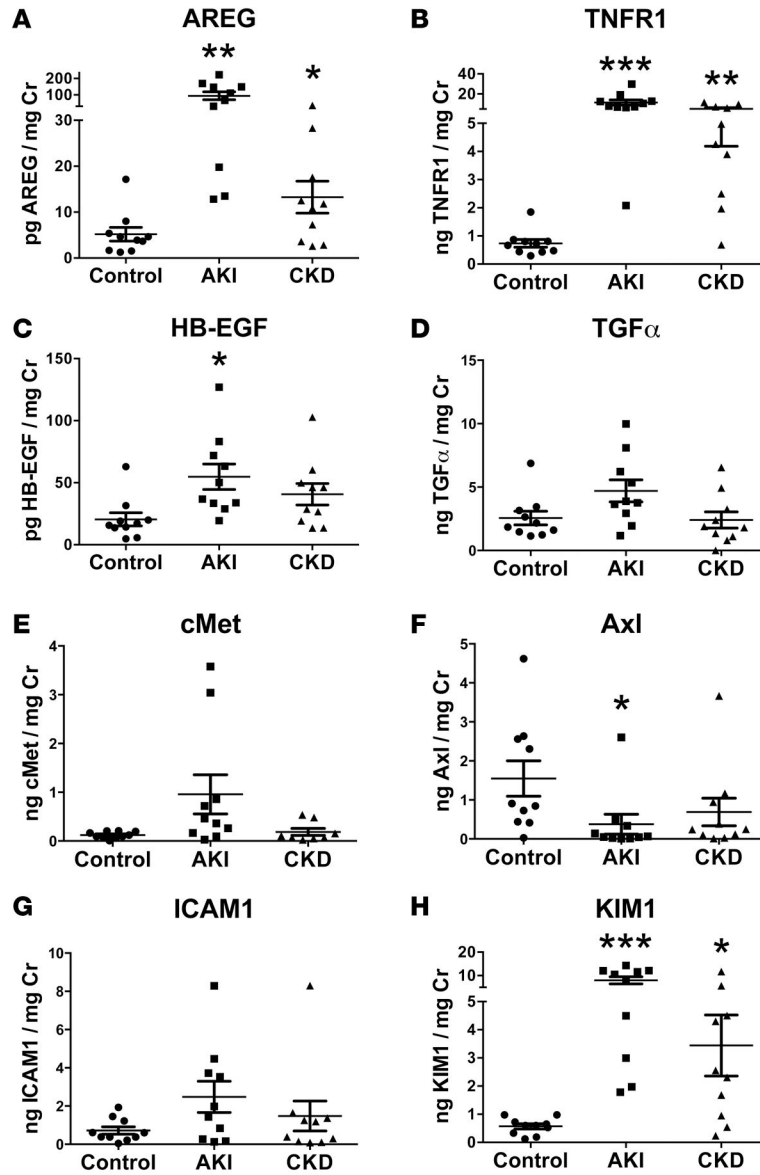 A AREG
** *
pg AREG / mg Cr
200
100
30
20
10
0
Control AKI CKD
B TNFR1
*** **
ng TNFR1 / mg Cr
40
20
5
4
3
2
1
0
Control AKI CKD
C HB-EGF
*
pg HB-EGF / mg Cr
150
100
50
0
Control AKI CKD
D TGFα
ng TGFα / mg Cr
15
10
5
0
Control AKI CKD
E cMet
ng cMet / mg Cr
4
3
2
1
0
Control AKI CKD
F Axl
*
ng Axl / mg Cr
5
4
3
2
1
0
Control AKI CKD
G ICAM1
ng ICAM1 / mg Cr
10
8
6
4
2
0
Control AKI CKD
H KIM1
*** *
ng KIM1 / mg Cr
20
10
5
4
3
2
1
0
Control AKI CKD